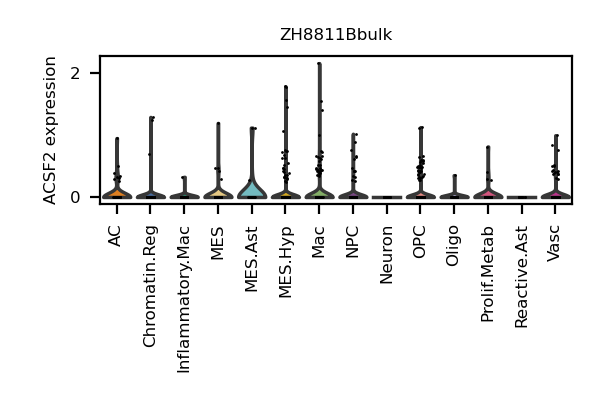 ZH8811Bbulk
ACSF2 expression
2
0
AC
Chromatin.Reg
Inflammatory.Mac
MES
MES.Ast
MES.Hyp
Mac
NPC
Neuron
OPC
Oligo
Prolif.Metab
Reactive.Ast
Vasc